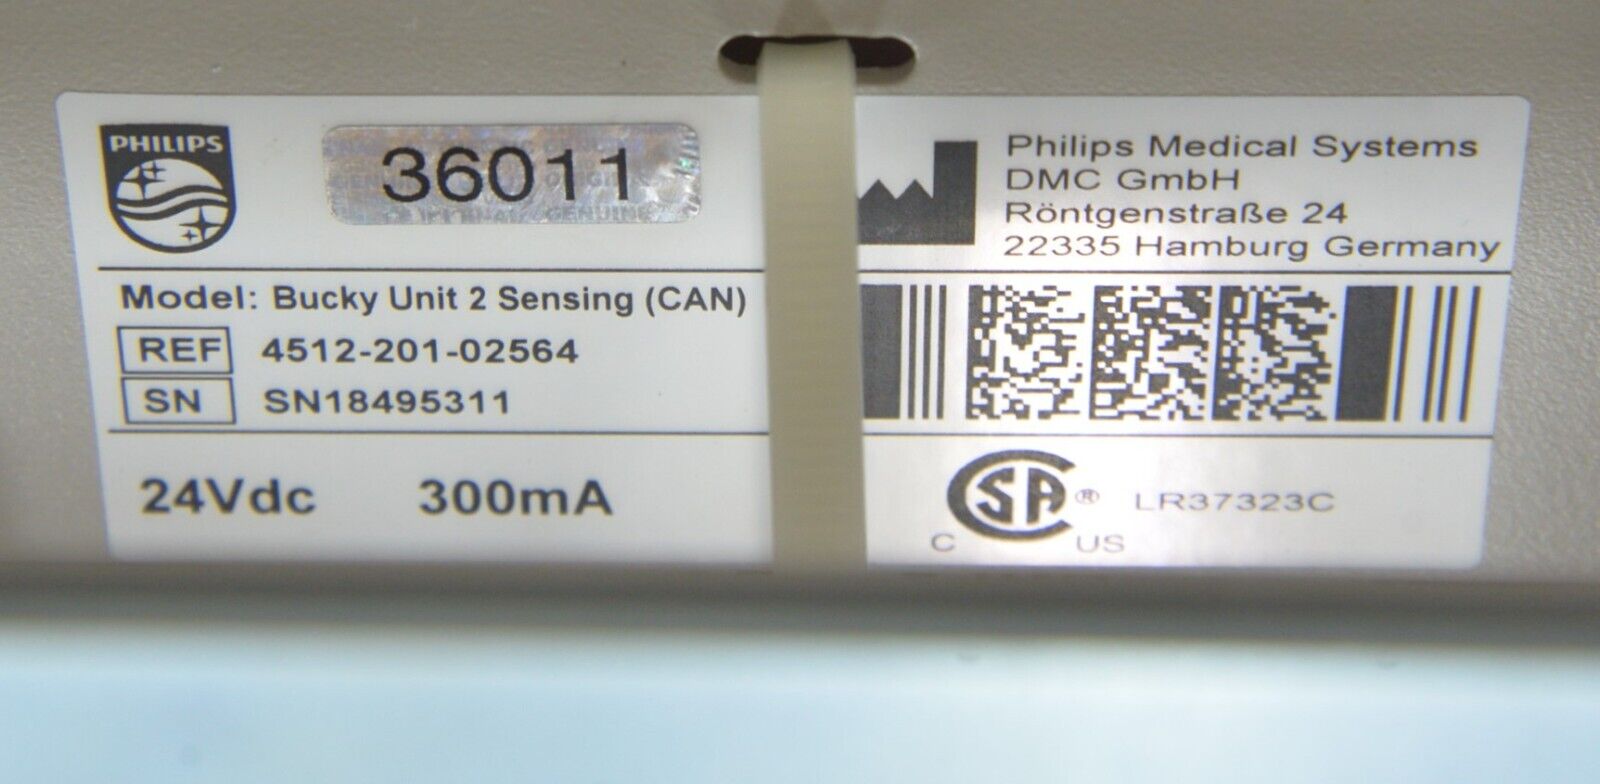 PHILIPS
36011
Philips Medical Systems
DMC GmbH
Röntgenstraße 24
22335 Hamburg Germany
Model: Bucky Unit 2 Sensing (CAN)
REF 4512-201-02564
SN SN18495311
24Vdc 300mA
CSA ® LR37323C
C US